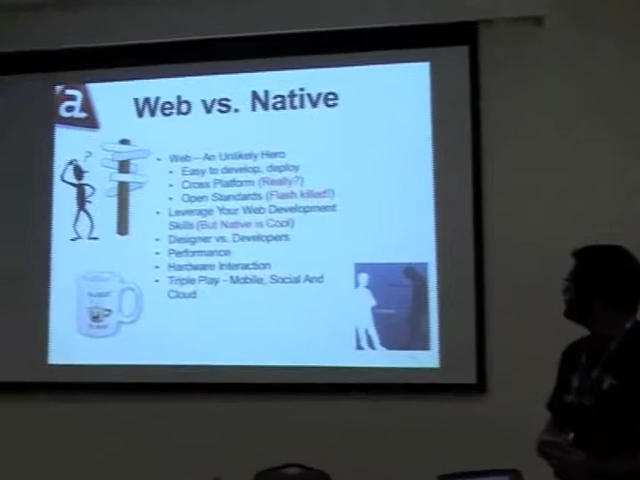 a
Web vs. Native
Web – An Unlikely Hero
Easy to develop, deploy
Cross Platform (Really?)
Open Standards (Flash killed!)
Leverage Your Web Development
Skills (But Native is Cool)
Designer vs. Developers
Performance
Hardware Interaction
Triple Play - Mobile, Social And
Cloud